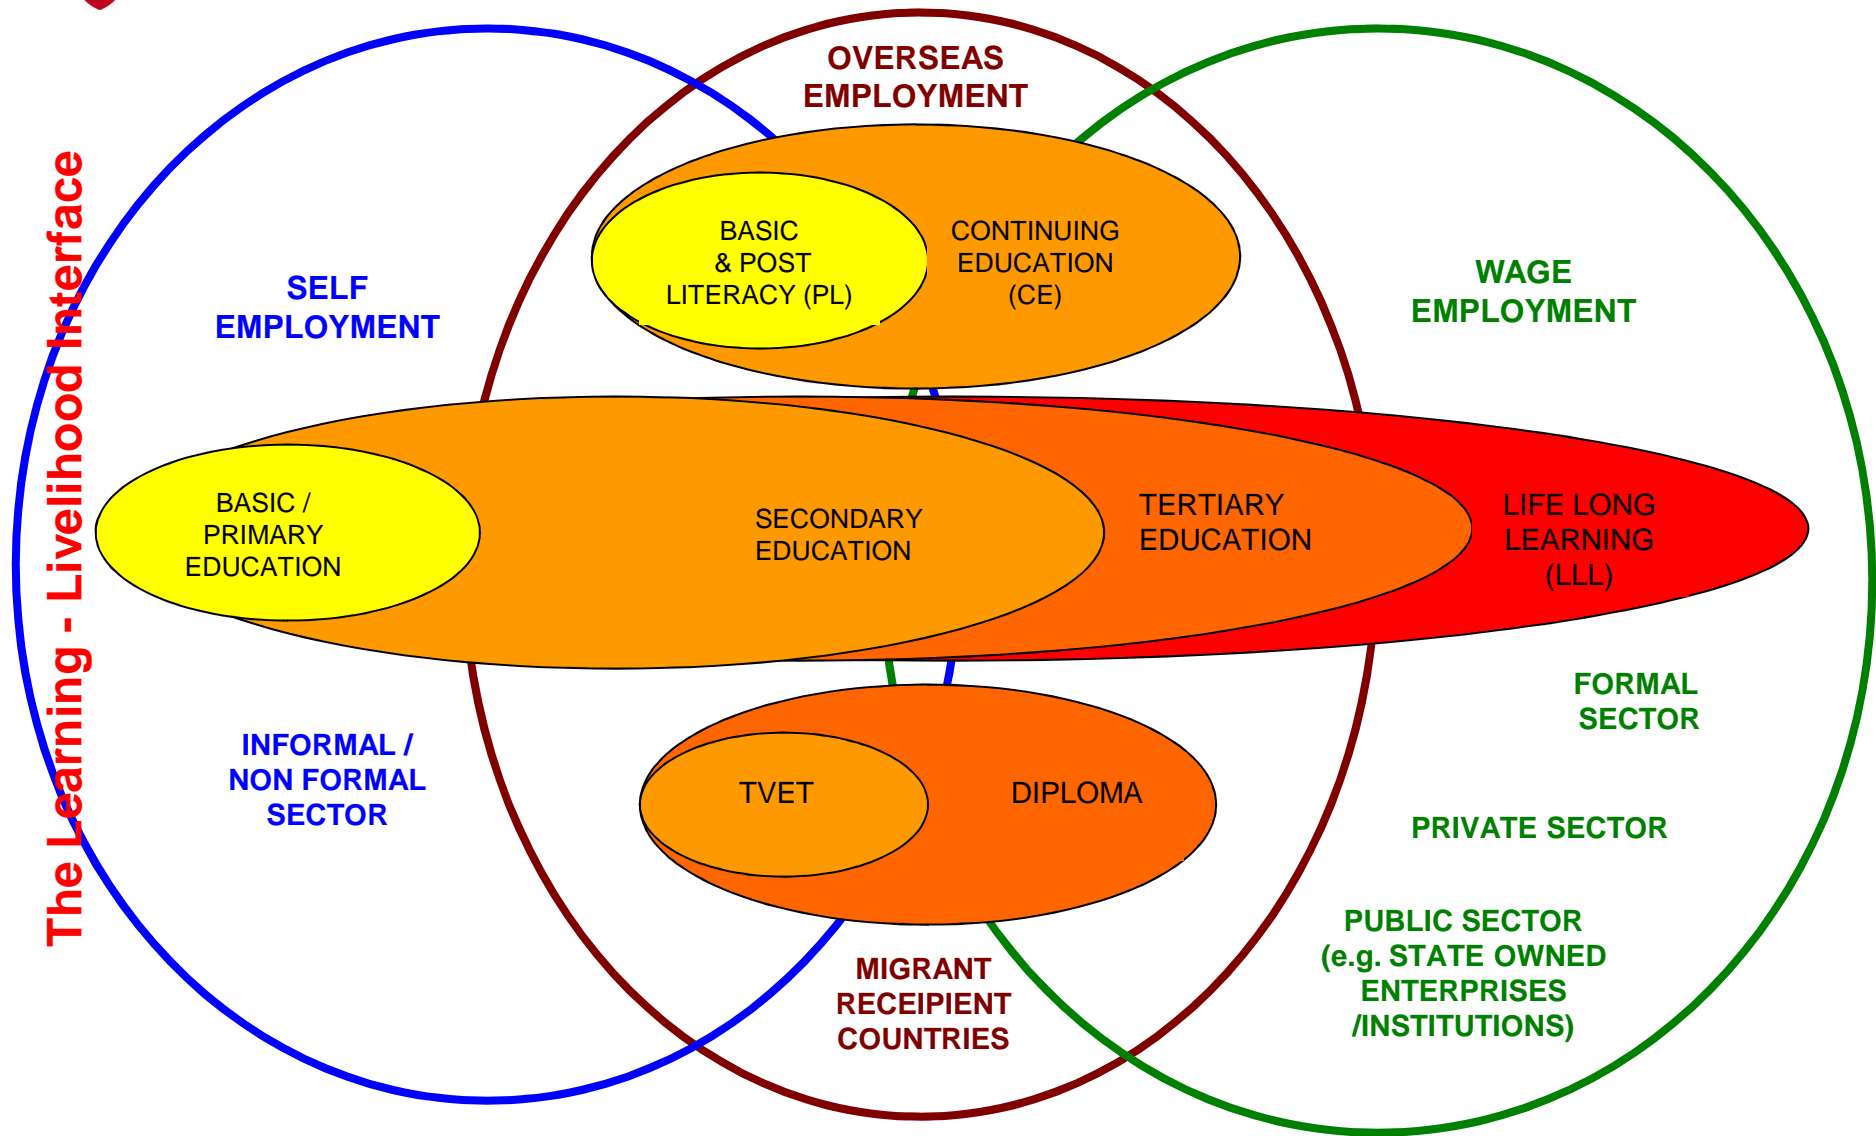 The Learning - Livelihood Interface
OVERSEAS
EMPLOYMENT
BASIC
& POST
LITERACY (PL)
CONTINUING
EDUCATION
(CE)
SELF
EMPLOYMENT
WAGE
EMPLOYMENT
BASIC /
PRIMARY
EDUCATION
SECONDARY
EDUCATION
TERTIARY
EDUCATION
LIFE LONG
LEARNING
(LLL)
INFORMAL /
NON FORMAL
SECTOR
TVET
DIPLOMA
FORMAL
SECTOR
PRIVATE SECTOR
PUBLIC SECTOR
(e.g. STATE OWNED
ENTERPRISES
/INSTITUTIONS)
MIGRANT
RECEIPIENT
COUNTRIES